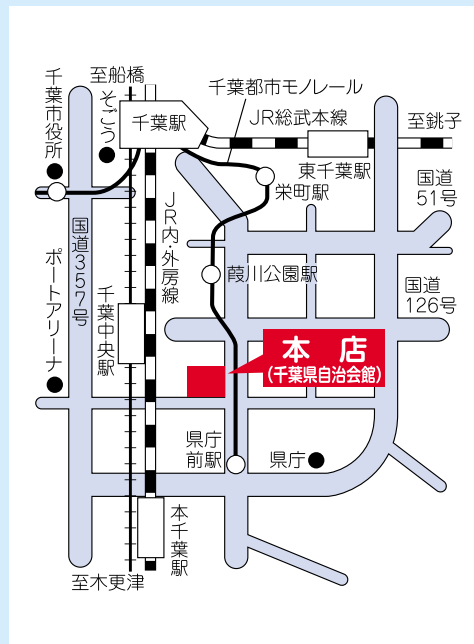 至船橋
千葉都市モノレール
千葉市役所
そごう
千葉駅
JR総武本線
至銚子
東千葉駅
栄町駅
国道
51号
JR内・外房線
国道357号
葭川公園駅
ポートアリーナ
千葉中央駅
国道
126号
本店
(千葉県自治会館)
県庁
前駅
県庁
本千葉駅
至木更津